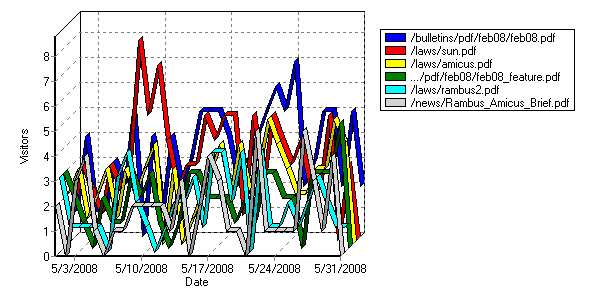 8
7
6
5
4
3
2
1
0
Visitors
5/3/2008 5/10/2008 5/17/2008 5/24/2008 5/31/2008
Date
/bulletins/pdf/feb08/feb08.pdf
/laws/sun.pdf
/laws/amicus.pdf
.../pdf/feb08/feb08_feature.pdf
/laws/rambus2.pdf
/news/Rambus_Amicus_Brief.pdf